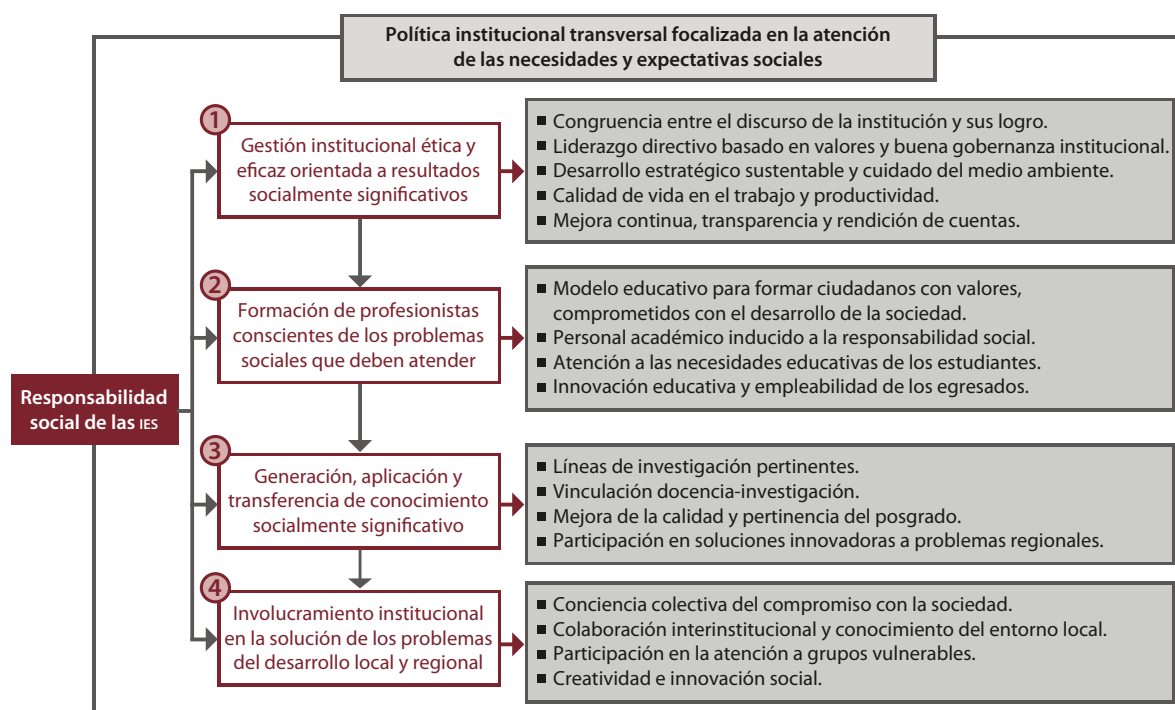 Política institucional transversal focalizada en la atención
de las necesidades y expectativas sociales
Responsabilidad
social de las IES
1
Gestión institucional ética y
eficaz orientada a resultados
socialmente significativos
■ Congruencia entre el discurso de la institución y sus logro.
■ Liderazgo directivo basado en valores y buena gobernanza institucional.
■ Desarrollo estratégico sustentable y cuidado del medio ambiente.
■ Calidad de vida en el trabajo y productividad.
■ Mejora continua, transparencia y rendición de cuentas.
2
Formación de profesionistas
conscientes de los problemas
sociales que deben atender
■ Modelo educativo para formar ciudadanos con valores,
comprometidos con el desarrollo de la sociedad.
■ Personal académico inducido a la responsabilidad social.
■ Atención a las necesidades educativas de los estudiantes.
■ Innovación educativa y empleabilidad de los egresados.
3
Generación, aplicación y
transferencia de conocimiento
socialmente significativo
■ Líneas de investigación pertinentes.
■ Vinculación docencia-investigación.
■ Mejora de la calidad y pertinencia del posgrado.
■ Participación en soluciones innovadoras a problemas regionales.
4
Involucramiento institucional
en la solución de los problemas
del desarrollo local y regional
■ Conciencia colectiva del compromiso con la sociedad.
■ Colaboración interinstitucional y conocimiento del entorno local.
■ Participación en la atención a grupos vulnerables.
■ Creatividad e innovación social.